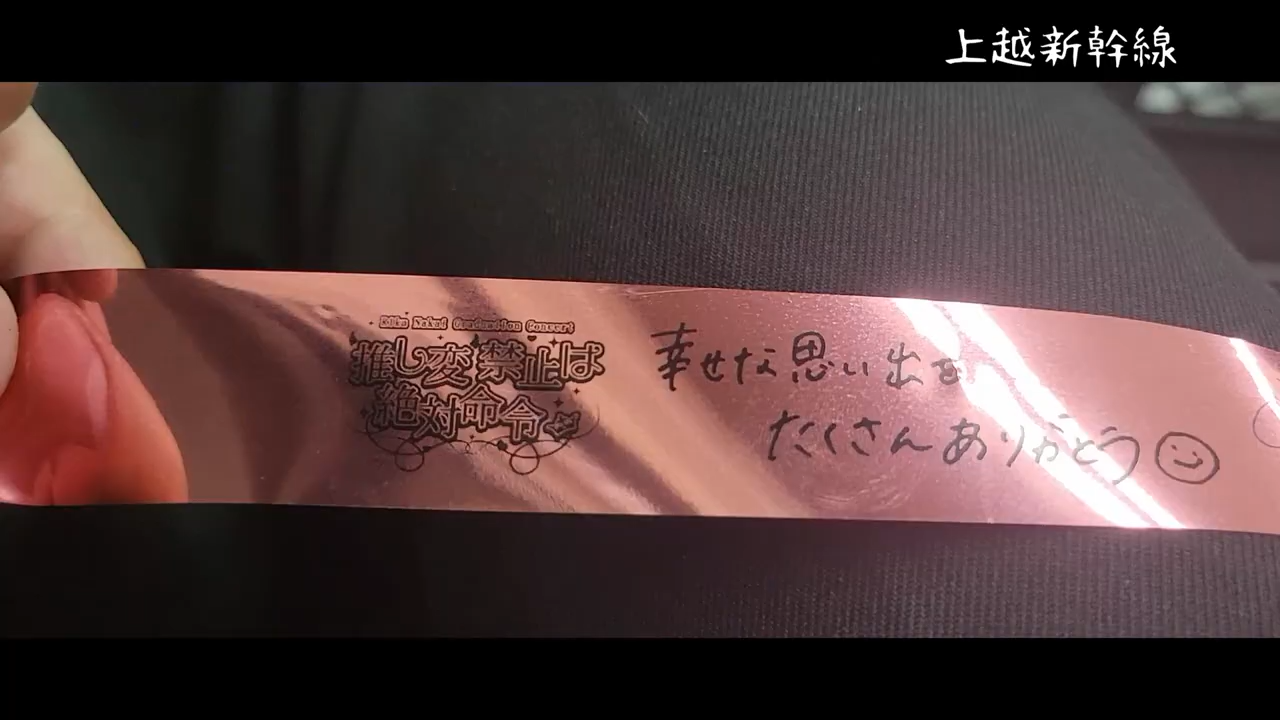 上越新幹線
Rika Nakai Graduation Concert
推し変禁止は
絶対命令
幸せな思い出を
たくさんありがとう